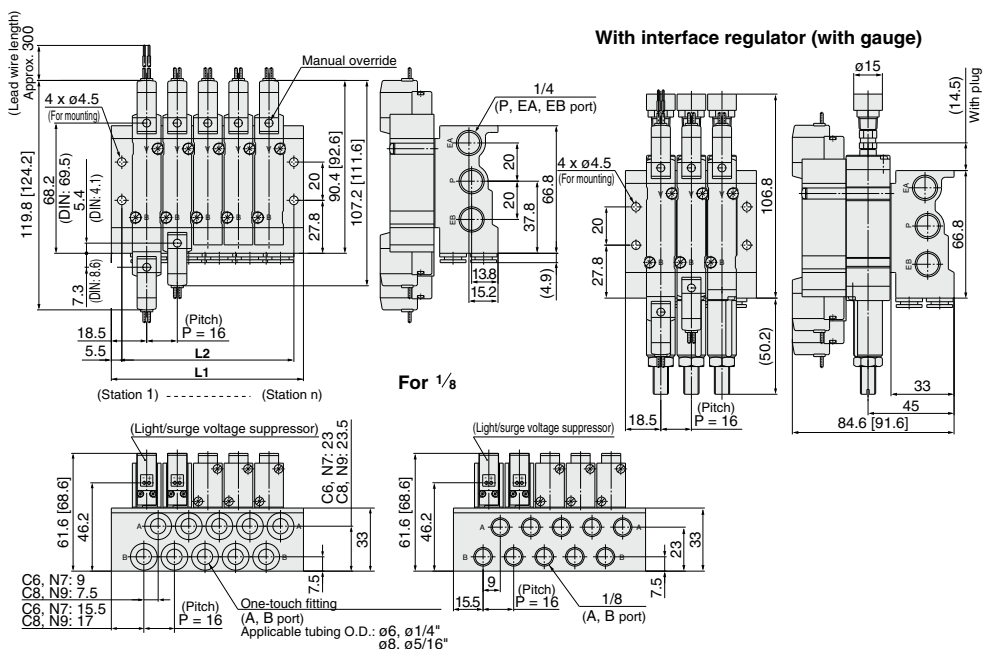 With interface regulator (with gauge)
(Lead wire length)
Approx. 300
Manual override
4 x ø4.5
(For mounting)
119.8 [124.2]
68.2
(DIN: 69.5)
5.4
(DIN: 4.1)
7.3
(DIN: 8.6)
20
27.8
90.4 [92.6]
107.2 [111.6]
18.5
5.5
(Pitch)
P = 16
L2
L1
(Station 1) ---------- (Station n)
V V V V V
B B B B B
1/4
(P, EA, EB port)
EA
P
EB
20
20
37.8
66.8
13.8
15.2
(4.9)
4 x ø4.5
(For mounting)
20
27.8
V V V
B B B
106.8
(50.2)
18.5
(Pitch)
P = 16
ø15
(14.5)
With plug
EA
P
EB
66.8
33
45
84.6 [91.6]
For 1/8
(Light/surge voltage suppressor)
C6, N7: 23
C8, N9: 23.5
61.6 [68.6]
46.2
A A
B B
33
7.5
C6, N7: 9
C8, N9: 7.5
C6, N7: 15.5
C8, N9: 17
(Pitch)
P = 16
One-touch fitting
(A, B port)
Applicable tubing O.D.: ø6, ø1/4"
ø8, ø5/16"
(Light/surge voltage suppressor)
61.6 [68.6]
46.2
A A
B B
23
33
7.5
9
15.5
(Pitch)
P = 16
1/8
(A, B port)